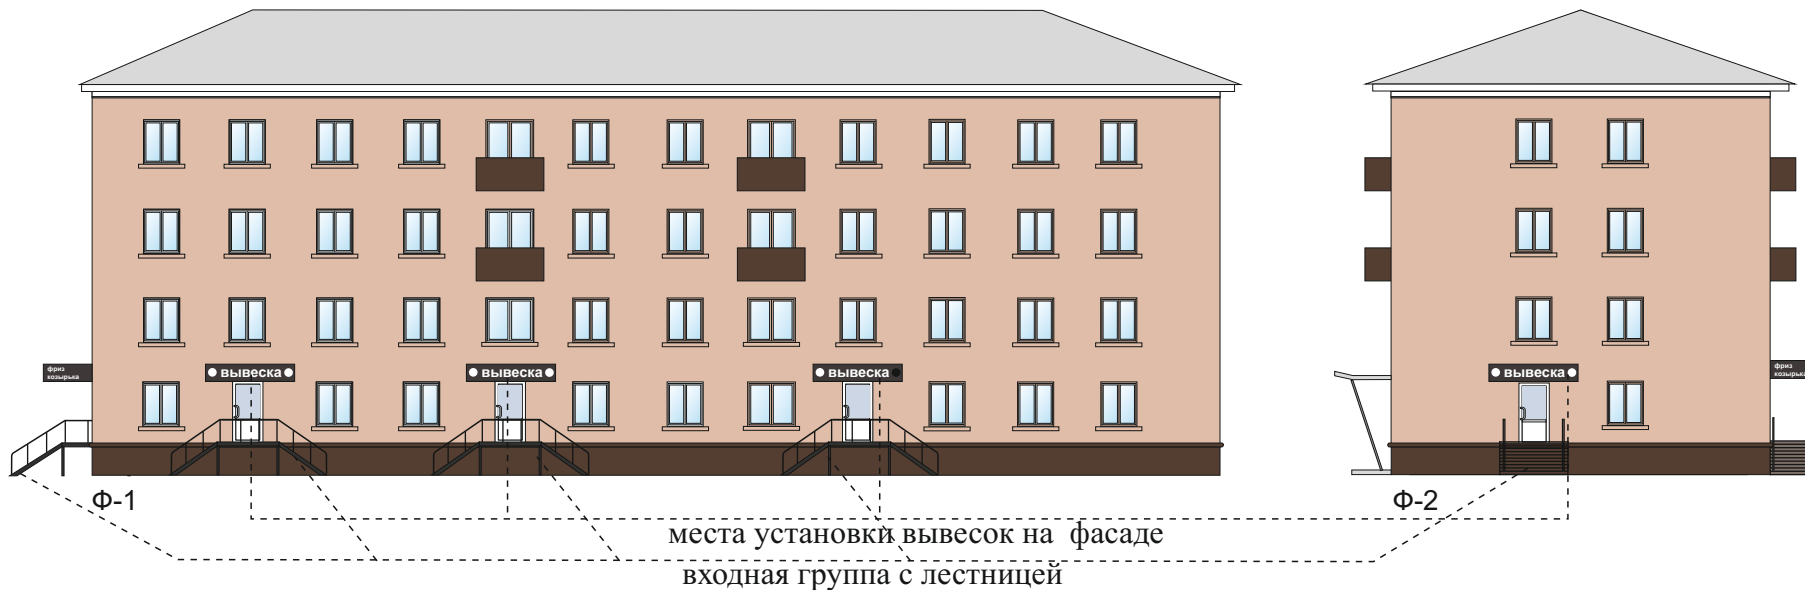 фриз
козырька
вывеска
вывеска
вывеска
вывеска
фриз
козырька
Ф-1
Ф-2
места установки вывесок на фасаде
входная группа с лестницей